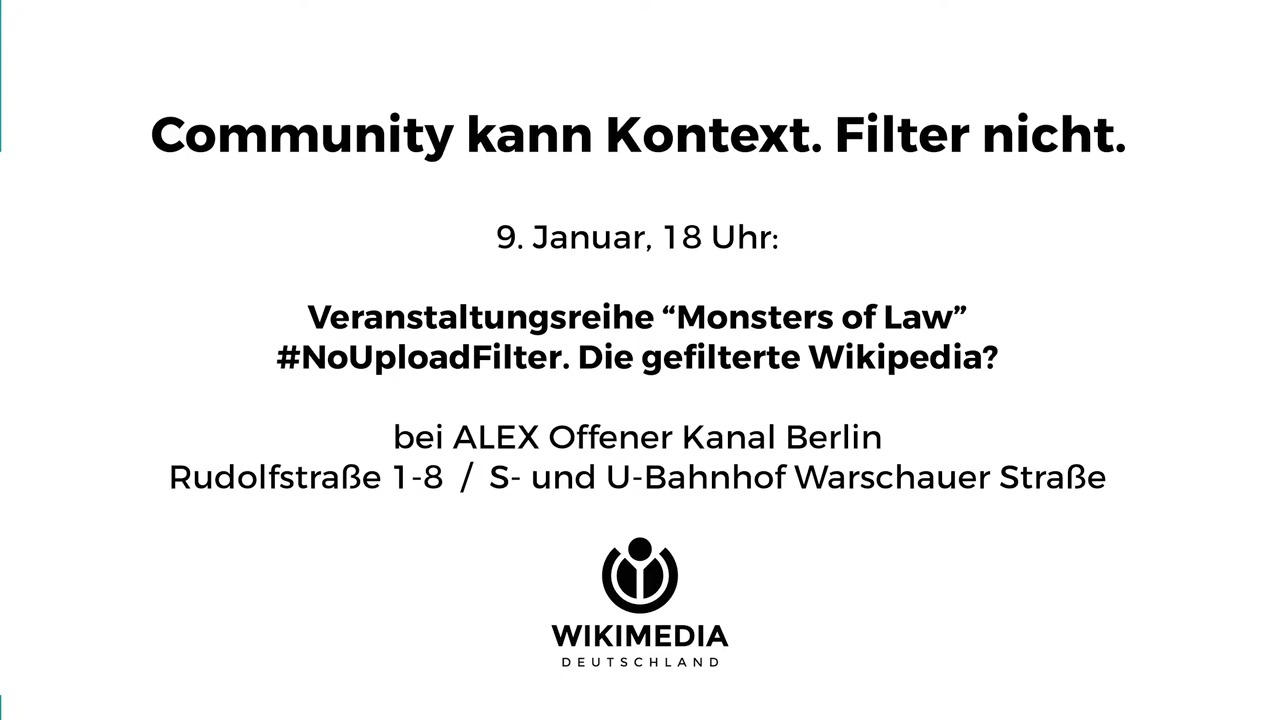 Community kann Kontext. Filter nicht.
9. Januar, 18 Uhr:
Veranstaltungsreihe “Monsters of Law”
#NoUploadFilter. Die gefilterte Wikipedia?
bei ALEX Offener Kanal Berlin
Rudolfstraße 1-8 / S- und U-Bahnhof Warschauer Straße
WIKIMEDIA
DEUTSCHLAND